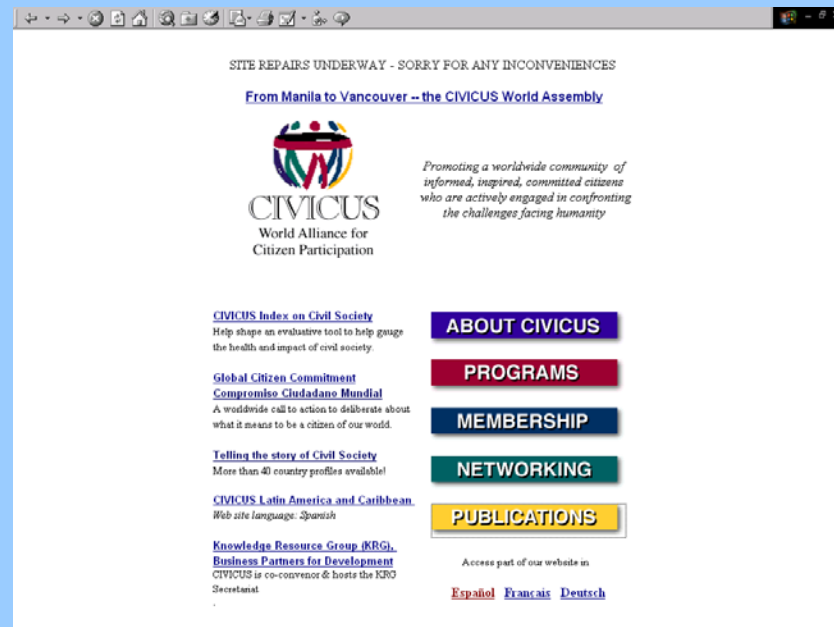 SITE REPAIRS UNDERWAY - SORRY FOR ANY INCONVENIENCES
From Manila to Vancouver -- the CIVICUS World Assembly
CIVICUS
World Alliance for
Citizen Participation
Promoting a worldwide community of
informed, inspired, committed citizens
who are actively engaged in confronting
the challenges facing humanity
CIVICUS Index on Civil Society
Help shape an evaluative tool to help gauge
the health and impact of civil society.
Global Citizen Commitment
Compromiso Ciudadano Mundial
A worldwide call to action to deliberate about
what it means to be a citizen of our world.
Telling the story of Civil Society
More than 40 country profiles available!
CIVICUS Latin America and Caribbean
Web site language: Spanish
Knowledge Resource Group (KRG),
Business Partners for Development
CIVICUS is co-convenor & hosts the KRG
Secretariat
.
ABOUT CIVICUS
PROGRAMS
MEMBERSHIP
NETWORKING
PUBLICATIONS
Access part of our website in
Español Francais Deutsch